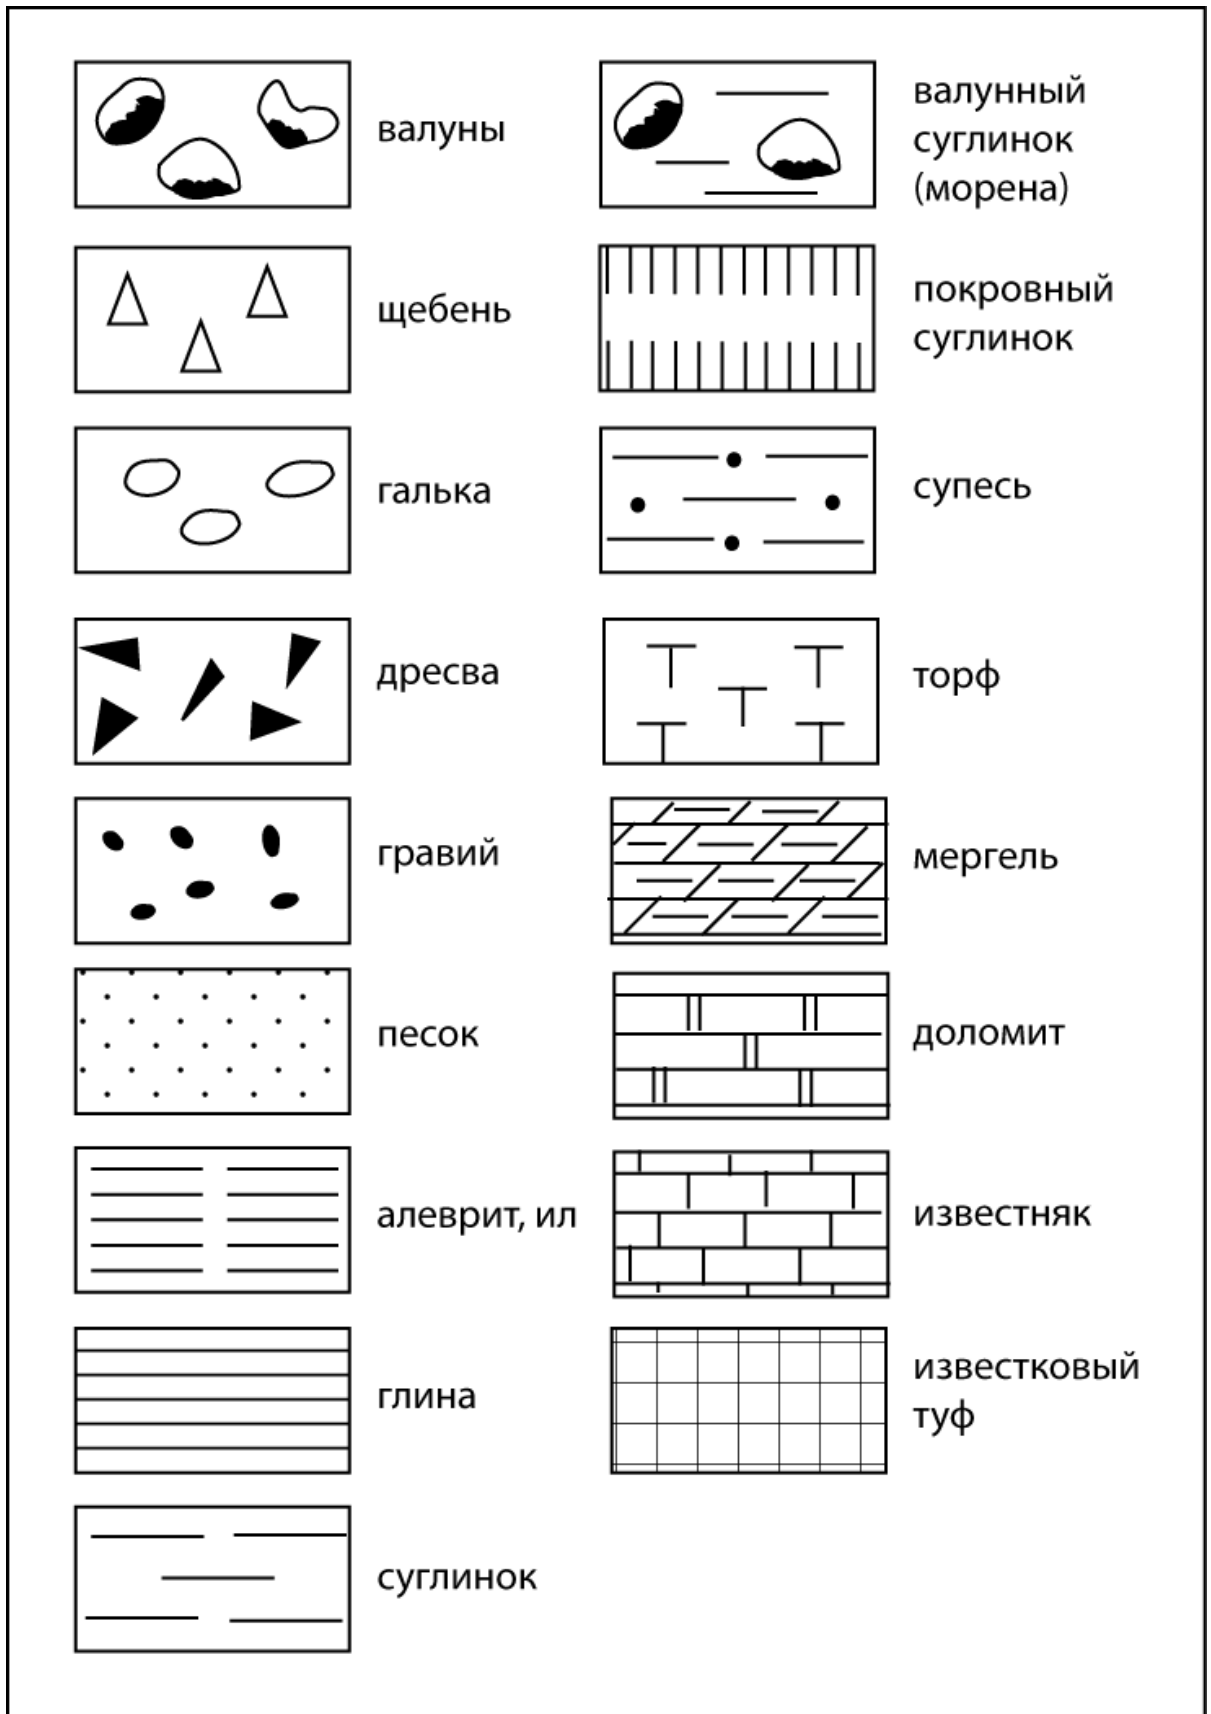 валуны
щебень
галька
дресва
гравий
песок
алеврит, ил
глина
суглинок
валунный
суглинок
(морена)
покровный
суглинок
супесь
торф
мергель
доломит
известняк
известковый
туф